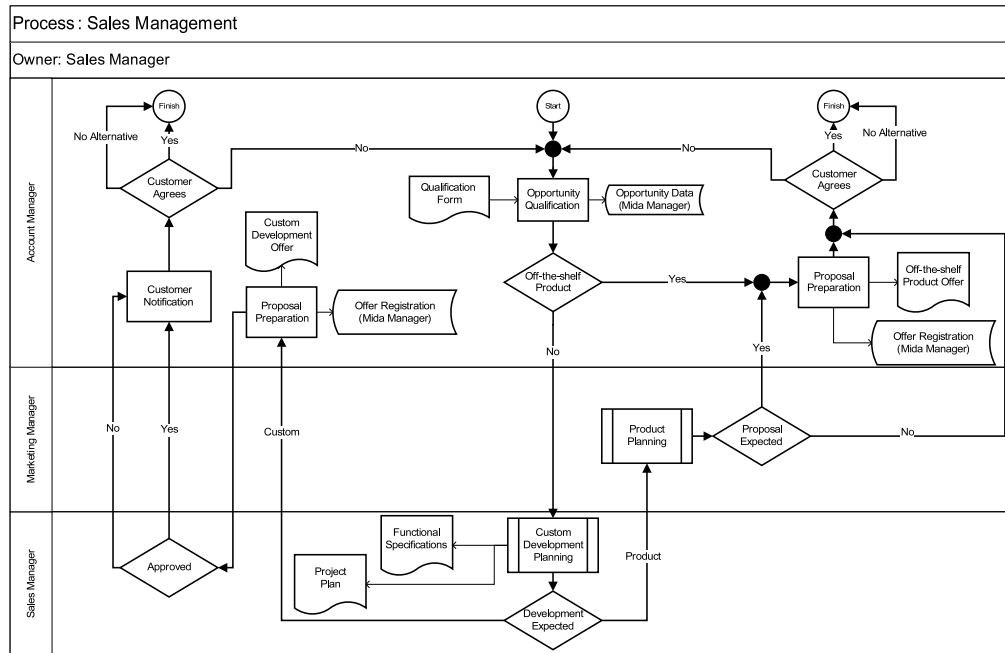 Process : Sales Management
Owner: Sales Manager
Account Manager
Finish
Start
Finish
No Alternative
Yes
No
No
Yes
No Alternative
Customer
Agrees
Qualification
Form
Opportunity
Qualification
Opportunity Data
(Mida Manager)
Customer
Agrees
Custom
Development
Offer
Customer
Notification
Off-the-shelf
Product
Yes
Proposal
Preparation
Off-the-shelf
Product Offer
Proposal
Preparation
Offer Registration
(Mida Manager)
Offer Registration
(Mida Manager)
No
Yes
Marketing Manager
No
Yes
Custom
Product
Planning
Proposal
Expected
No
Sales Manager
Approved
Functional
Specifications
Custom
Development
Planning
Product
Project
Plan
Development
Expected